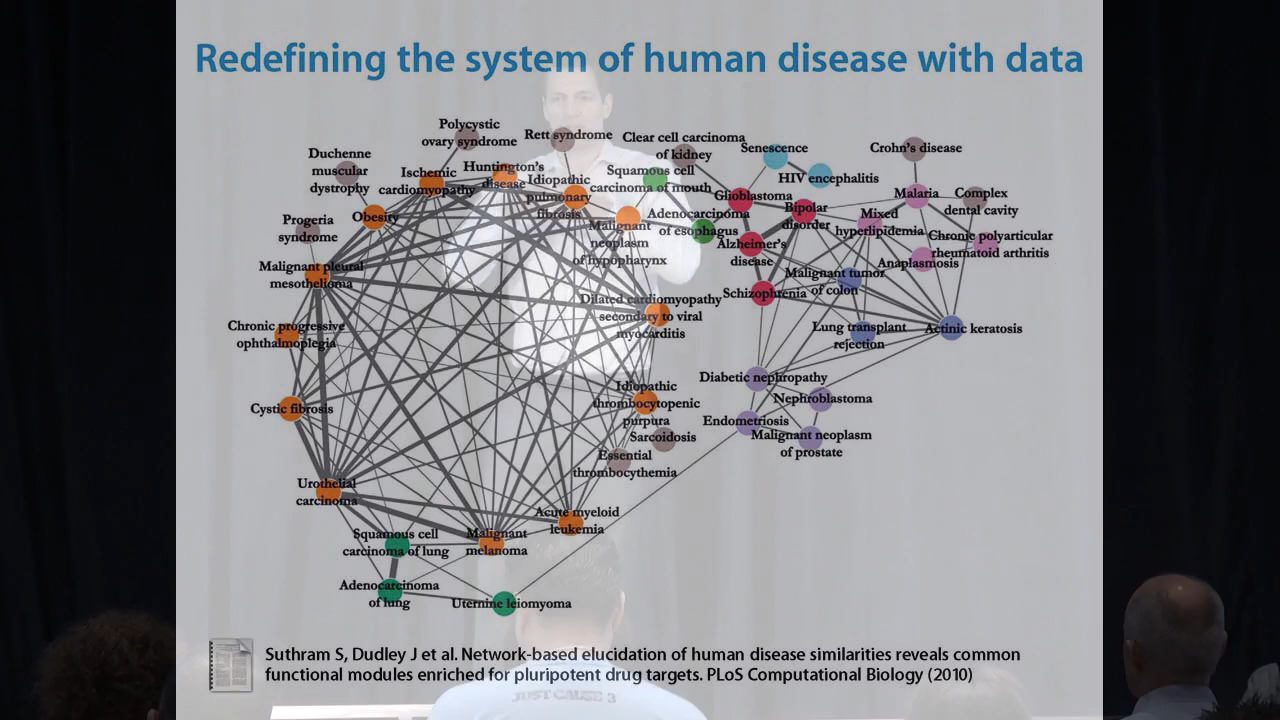 Redefining the system of human disease with data
Polycystic
ovary syndrome
Rett syndrome
Clear cell carcinoma
of kidney
Senescence
Crohn's disease
Duchenne
muscular
dystrophy
Ischemic
cardiomyopathy
Huntington's
disease
Idiopathic
pulmonary
fibrosis
Squamous cell
carcinoma of mouth
HIV encephalitis
Glioblastoma
Malaria
Complex
dental cavity
Progeria
syndrome
Obesity
Malignant
neoplasm
of hypopharynx
Adenocarcinoma
of esophagus
Bipolar
disorder
Mixed
hyperlipidemia
Chronic polyarticular
rheumatoid arthritis
Alzheimer's
disease
Anaplasmosis
Malignant pleural
mesothelioma
Malignant tumor
of colon
Schizophrenia
Dilated cardiomyopathy
secondary to viral
myocarditis
Chronic progressive
ophthalmoplegia
Lung transplant
rejection
Actinic keratosis
Diabetic nephropathy
Idiopathic
thrombocytopenic
purpura
Nephroblastoma
Cystic fibrosis
Endometriosis
Sarcoidosis
Malignant neoplasm
of prostate
Essential
thrombocythemia
Urothelial
carcinoma
Acute myeloid
leukemia
Squamous cell
carcinoma of lung
Malignant
melanoma
Adenocarcinoma
of lung
Uternine leiomyoma
Suthram S, Dudley J et al. Network-based elucidation of human disease similarities reveals common
functional modules enriched for pluripotent drug targets. PLoS Computational Biology (2010)
JUST CAUSE 3